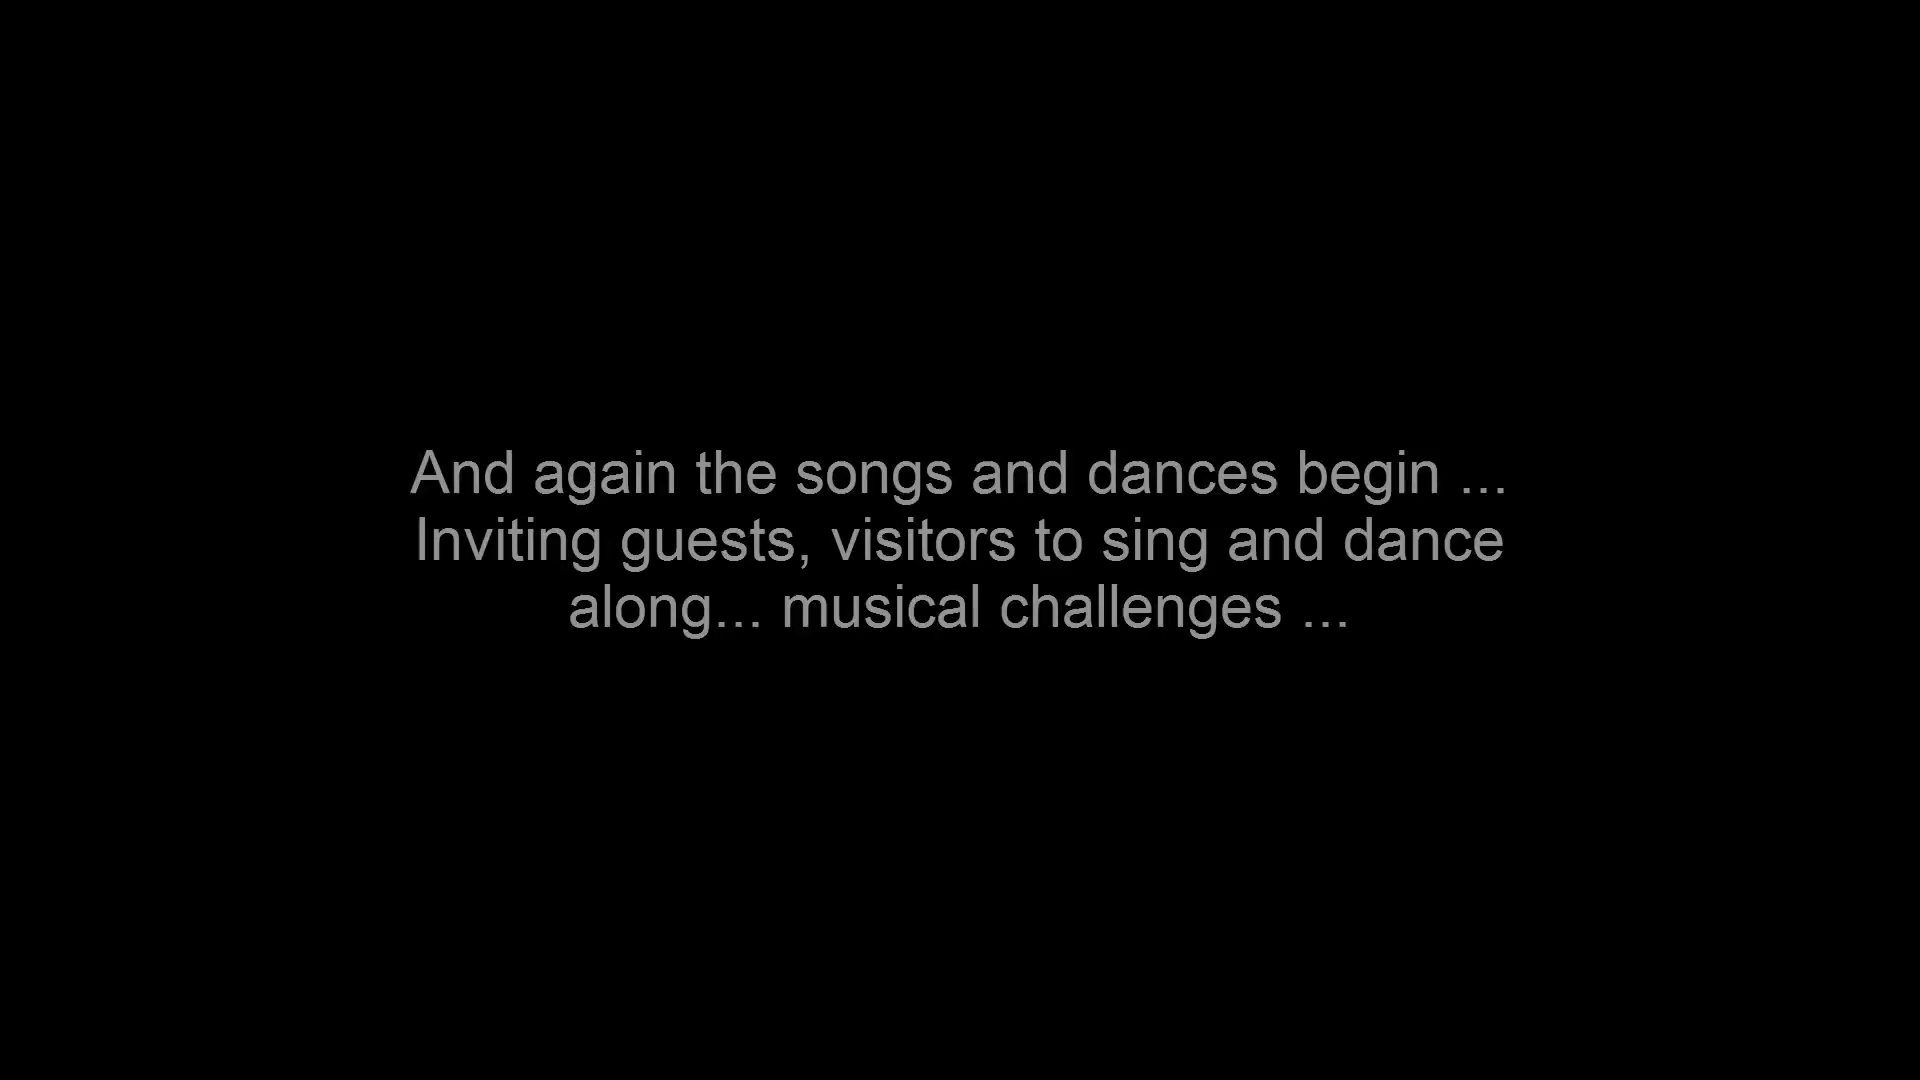 And again the songs and dances begin ...
Inviting guests, visitors to sing and dance
along... musical challenges ...